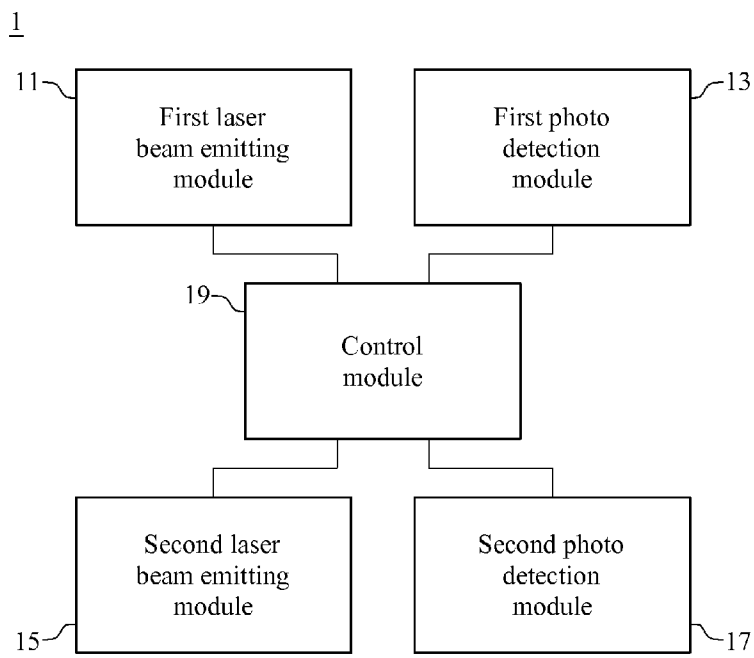 1
11
First laser
beam emitting
module
First photo
detection
module
13
19
Control
module
Second laser
beam emitting
module
15
Second photo
detection
module
17